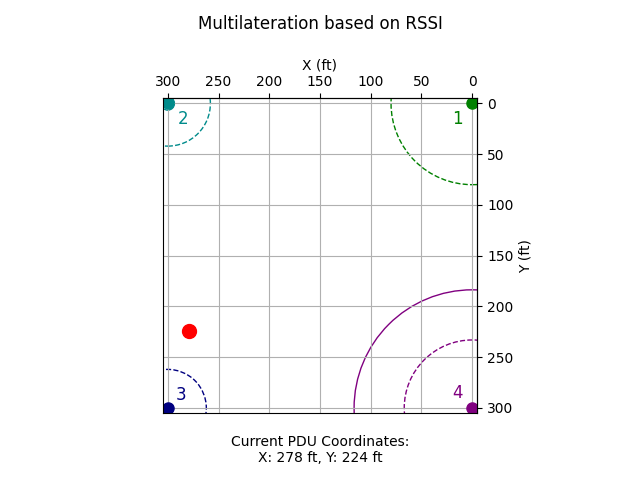 Multilateration based on RSSI
X (ft)
300 250 200 150 100 50 0
0
2
1
50
100
150
Y (ft)
200
250
3
4
300
Current PDU Coordinates:
X: 278 ft, Y: 224 ft